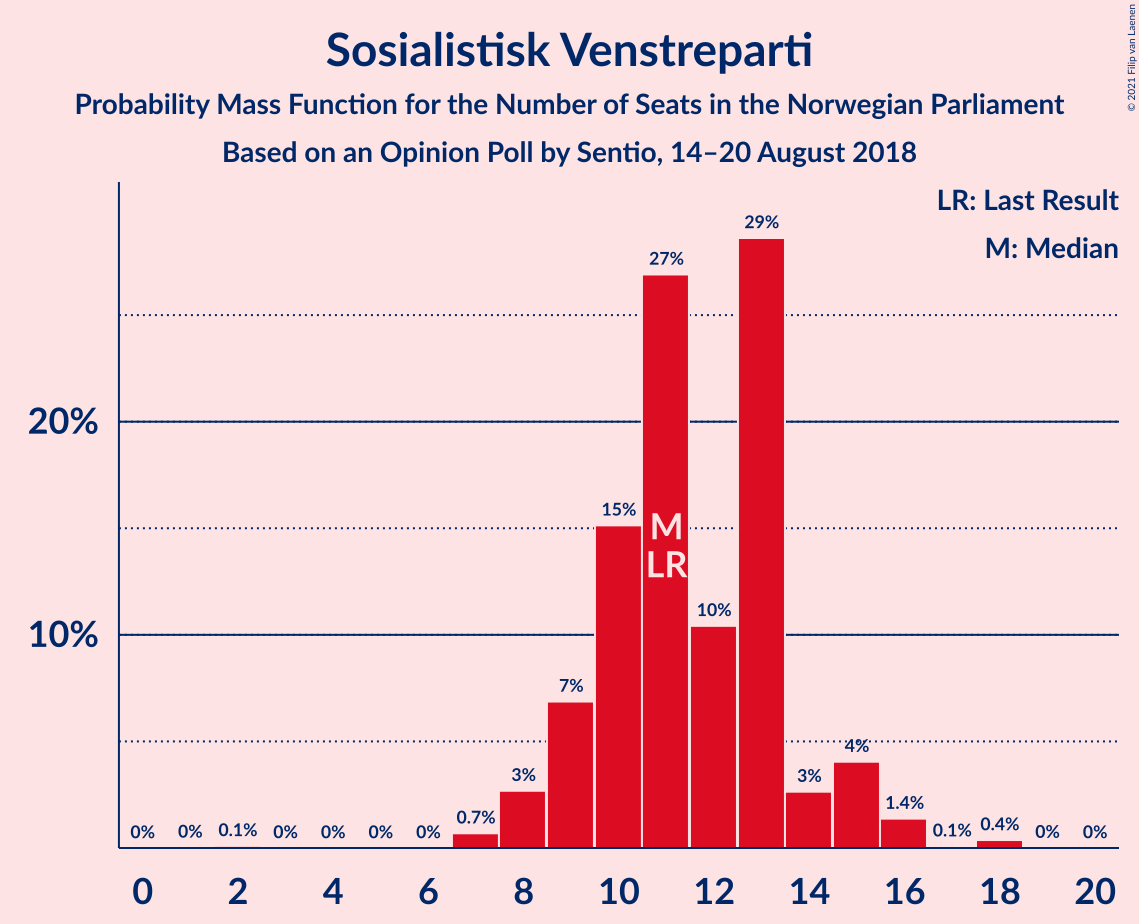 © 2021 Filip van Laenen
Sosialistisk Venstreparti
Probability Mass Function for the Number of Seats in the Norwegian Parliament
Based on an Opinion Poll by Sentio, 14–20 August 2018
LR: Last Result
M: Median
20%
10%
0% 0% 0.1% 0% 0% 0% 0% 0.7% 3% 7% 15% 27% 10% 29% 3% 4% 1.4% 0.1% 0.4% 0% 0%
M
LR
0 2 4 6 8 10 12 14 16 18 20